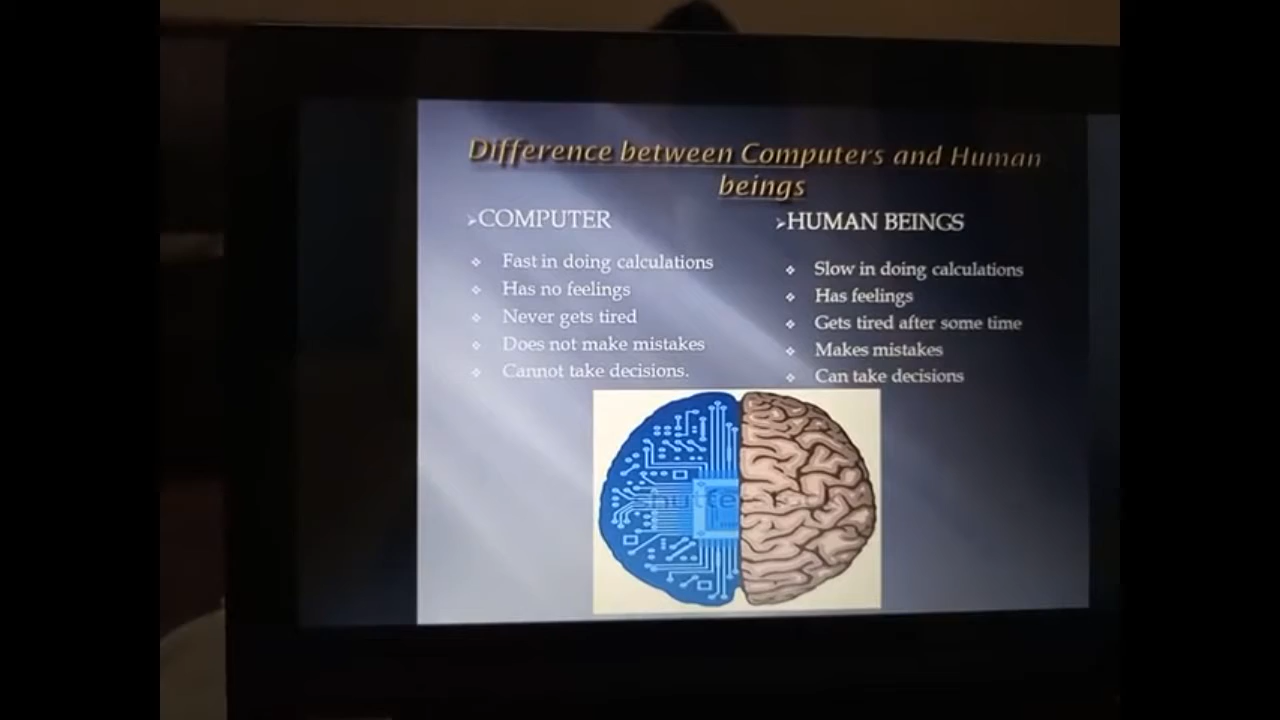 Difference between Computers and Human
beings
➢COMPUTER
❖ Fast in doing calculations
❖ Has no feelings
❖ Never gets tired
❖ Does not make mistakes
❖ Cannot take decisions.
➢HUMAN BEINGS
❖ Slow in doing calculations
❖ Has feelings
❖ Gets tired after some time
❖ Makes mistakes
❖ Can take decisions